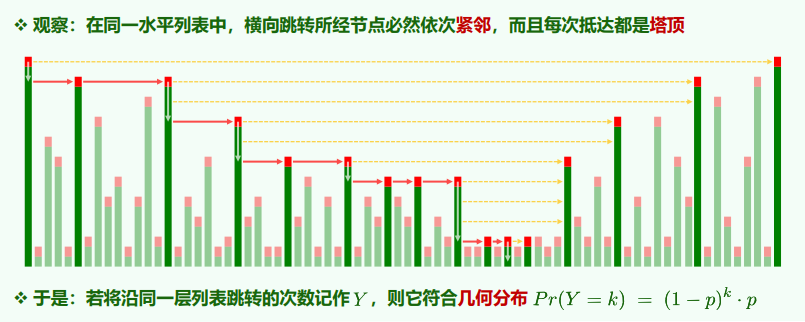 ❖ 观察：在同一水平列表中，横向跳转所经节点必然依次紧邻，而且每次抵达都是塔顶
❖ 于是：若将沿同一层列表跳转的次数记作 Y ，则它符合几何分布 Pr(Y = k) = (1 − p)^k · p